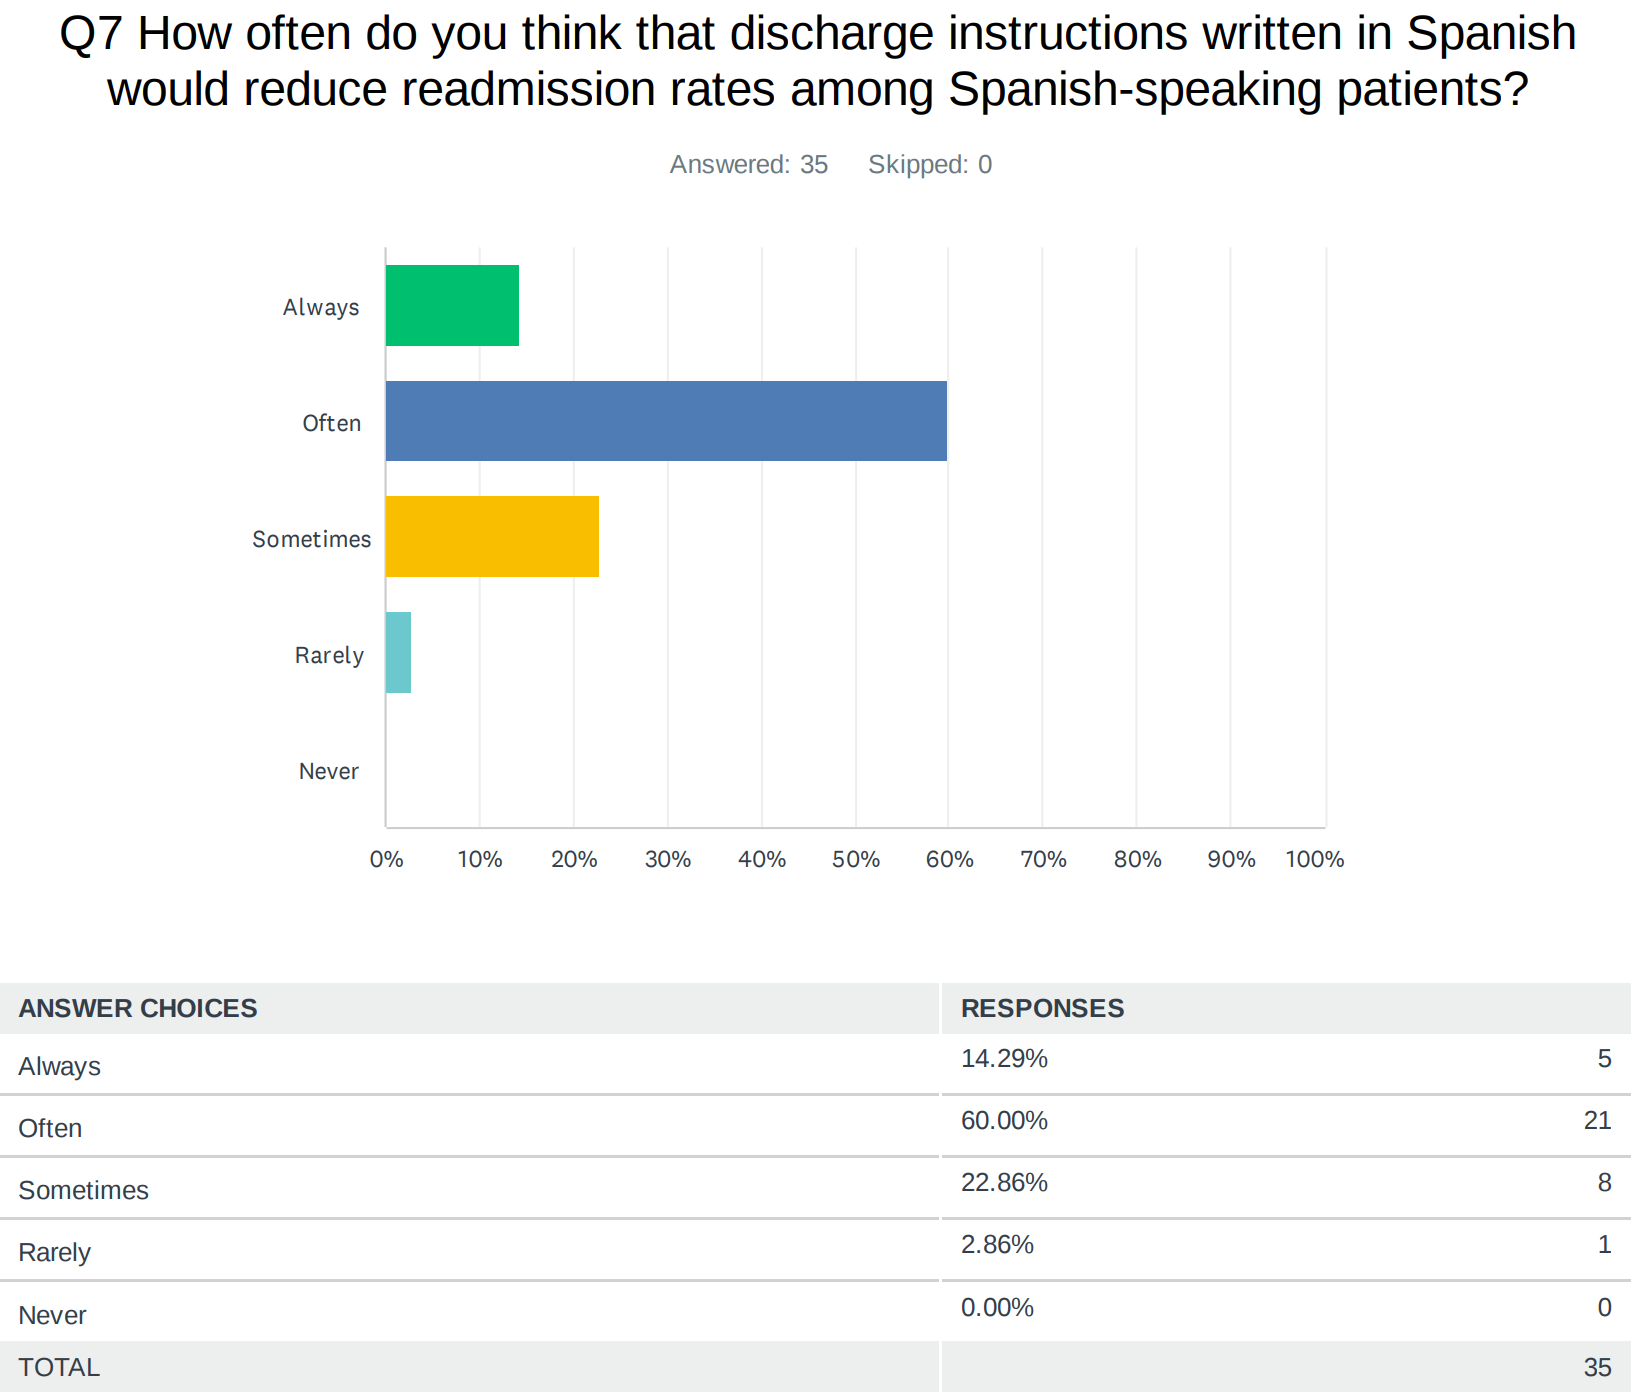 Q7 How often do you think that discharge instructions written in Spanish
would reduce readmission rates among Spanish-speaking patients?
Answered: 35 Skipped: 0
Always
Often
Sometimes
Rarely
Never
0% 10% 20% 30% 40% 50% 60% 70% 80% 90% 100%
ANSWER CHOICES RESPONSES
Always 14.29% 5
Often 60.00% 21
Sometimes 22.86% 8
Rarely 2.86% 1
Never 0.00% 0
TOTAL 35